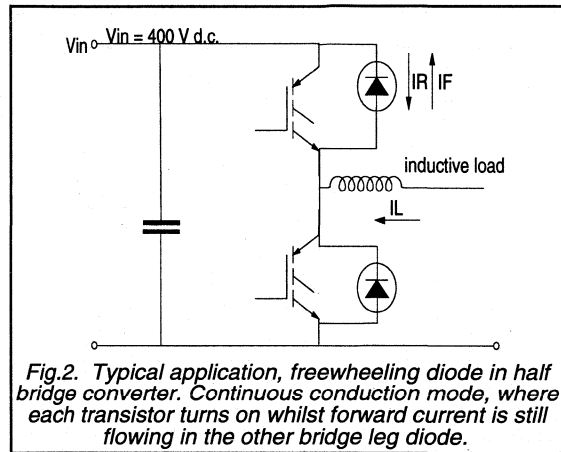 Vin Vin = 400 V d.c.
IR IF
inductive load
IL
Fig.2. Typical application, freewheeling diode in half
bridge converter. Continuous conduction mode, where
each transistor turns on whilst forward current is still
flowing in the other bridge leg diode.